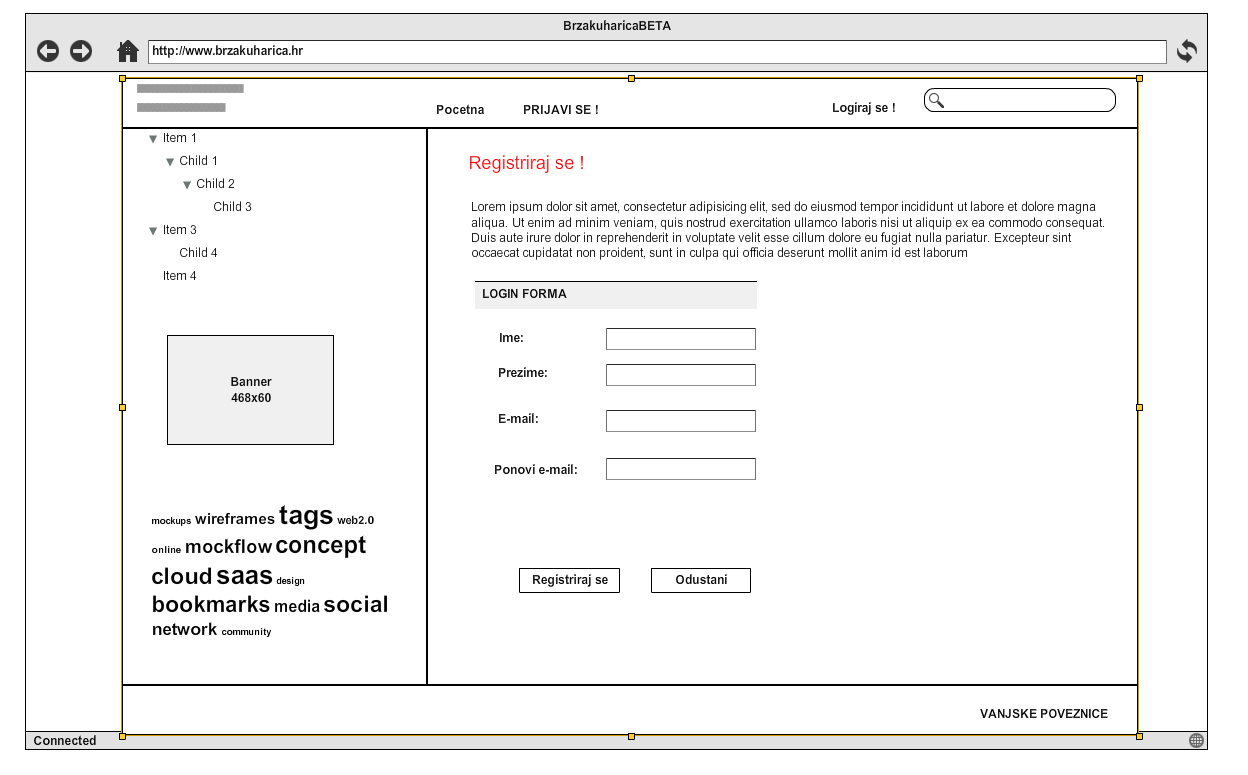 BrzakuharicaBETA
http://www.brzakuharica.hr
Pocetna PRIJAVI SE ! Logiraj se !
Item 1
Child 1
Child 2
Child 3
Item 3
Child 4
Item 4
Banner
468x60
mockups wireframes tags web2.0
online mockflow concept
cloud saas design
bookmarks media social
network community
Registriraj se !
Lorem ipsum dolor sit amet, consectetur adipisicing elit, sed do eiusmod tempor incididunt ut labore et dolore magna
aliqua. Ut enim ad minim veniam, quis nostrud exercitation ullamco laboris nisi ut aliquip ex ea commodo consequat.
Duis aute irure dolor in reprehenderit in voluptate velit esse cillum dolore eu fugiat nulla pariatur. Excepteur sint
occaecat cupidatat non proident, sunt in culpa qui officia deserunt mollit anim id est laborum
LOGIN FORMA
Ime:
Prezime:
E-mail:
Ponovi e-mail:
Registriraj se Odustani
VANJSKE POVEZNICE
Connected